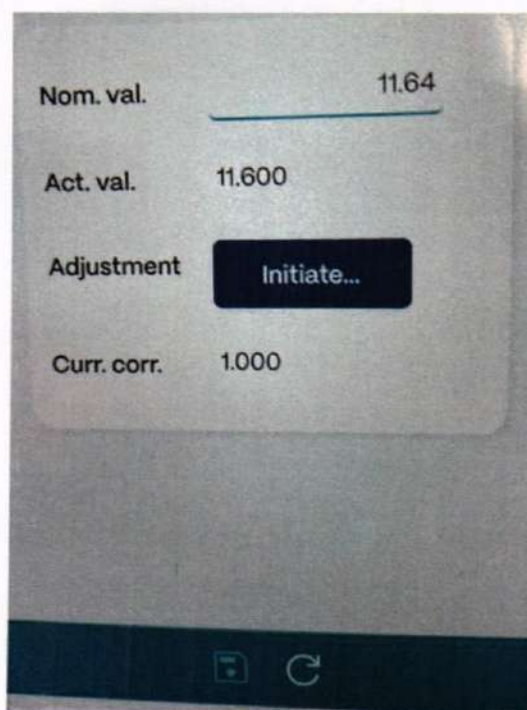 Nom. val. 11.64
Act. val. 11.600
Adjustment Initiate...
Curr. corr. 1.000